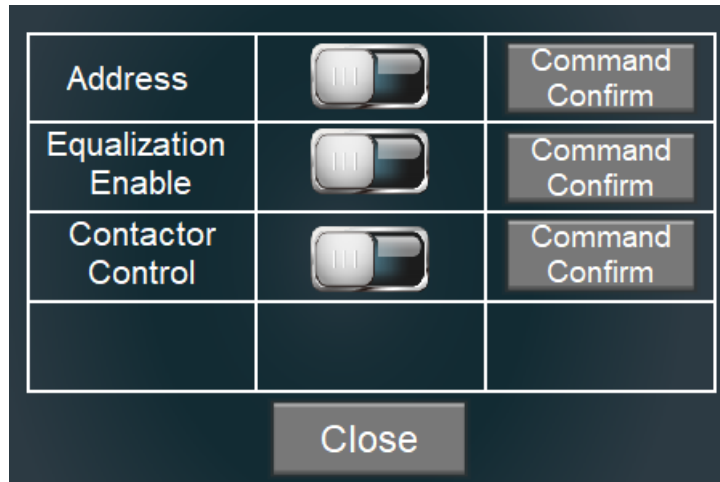 Address
Command
Confirm
Equalization
Enable
Command
Confirm
Contactor
Control
Command
Confirm
Close